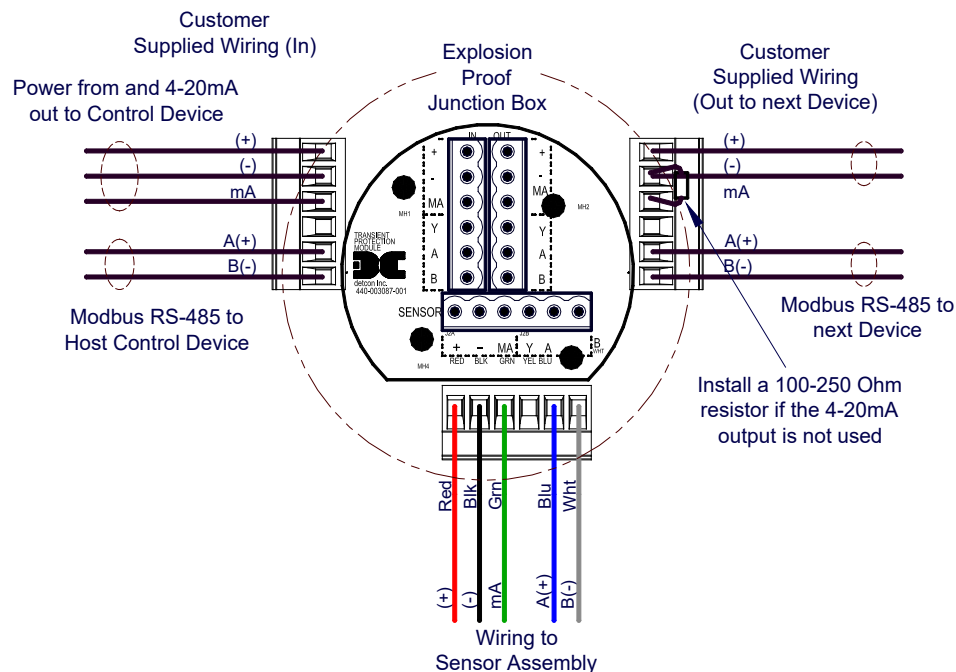 Customer
Supplied Wiring (In)
Power from and 4-20mA
out to Control Device
Explosion
Proof
Junction Box
Customer
Supplied Wiring
(Out to next Device)
(+)
(-)
mA
A(+)
B(-)
Modbus RS-485 to
Host Control Device
IN OUT
+
-
MA
Y
A
B
+
-
MA
Y
A
B
MH1
MH2
TRANSIENT
PROTECTION
MODULE
detcon Inc.
440-003087-001
SENSOR
J2A
J2B
+ − MA Y A B
RED BLK GRN YEL BLU WHT
MH4
(+)
(-)
mA
A(+)
B(-)
Modbus RS-485 to
next Device
Install a 100-250 Ohm
resistor if the 4-20mA
output is not used
Red
Blk
Grn
Blu
Wht
(+)
(-)
mA
A(+)
B(-)
Wiring to
Sensor Assembly